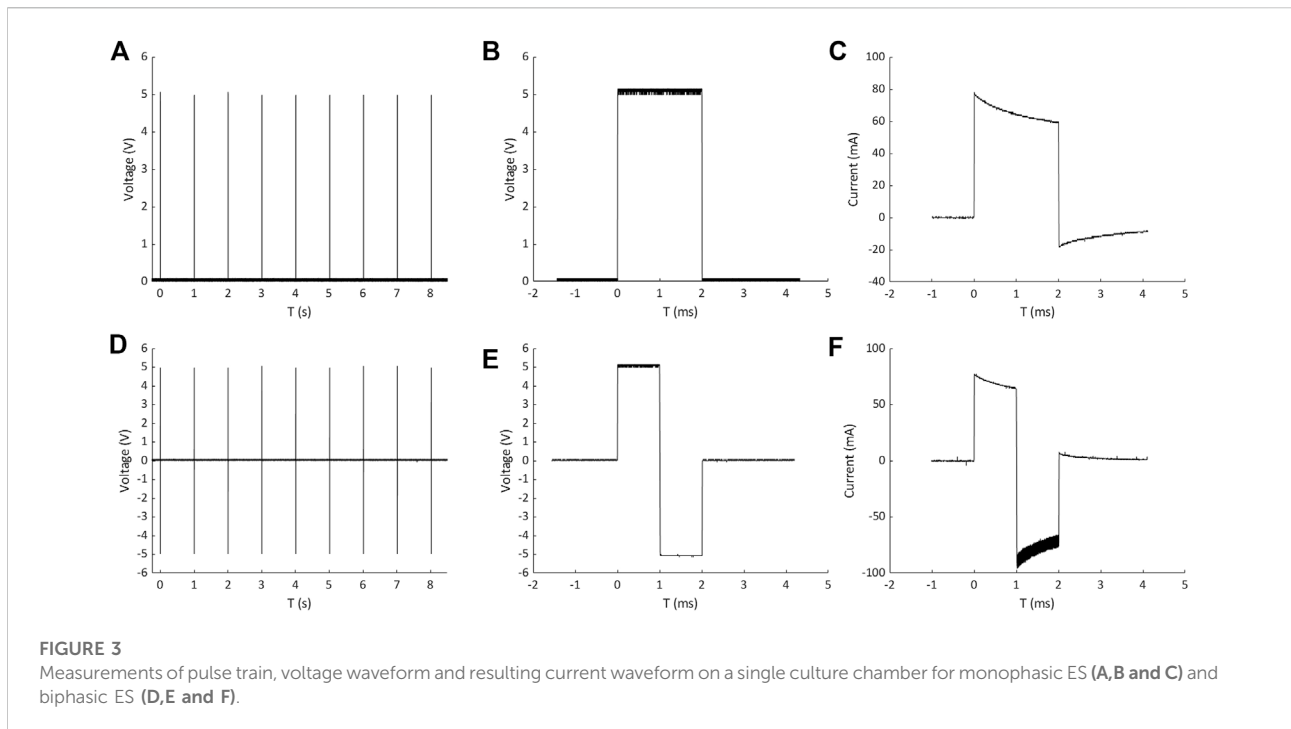 A
6
5
4
3
2
1
0
Voltage (V)
0 1 2 3 4 5 6 7 8
T (s)
B
6
5
4
3
2
1
0
Voltage (V)
-2 -1 0 1 2 3 4 5
T (ms)
C
100
80
60
40
20
0
-20
-40
Current (mA)
-2 -1 0 1 2 3 4 5
T (ms)
D
6
5
4
3
2
1
0
-1
-2
-3
-4
-5
-6
Voltage (V)
0 1 2 3 4 5 6 7 8
T (s)
E
6
5
4
3
2
1
0
-1
-2
-3
-4
-5
-6
Voltage (V)
-2 -1 0 1 2 3 4 5
T (ms)
F
100
50
0
-50
-100
Current (mA)
-2 -1 0 1 2 3 4 5
T (ms)
FIGURE 3
Measurements of pulse train, voltage waveform and resulting current waveform on a single culture chamber for monophasic ES (A,B and C) and
biphasic ES (D,E and F).